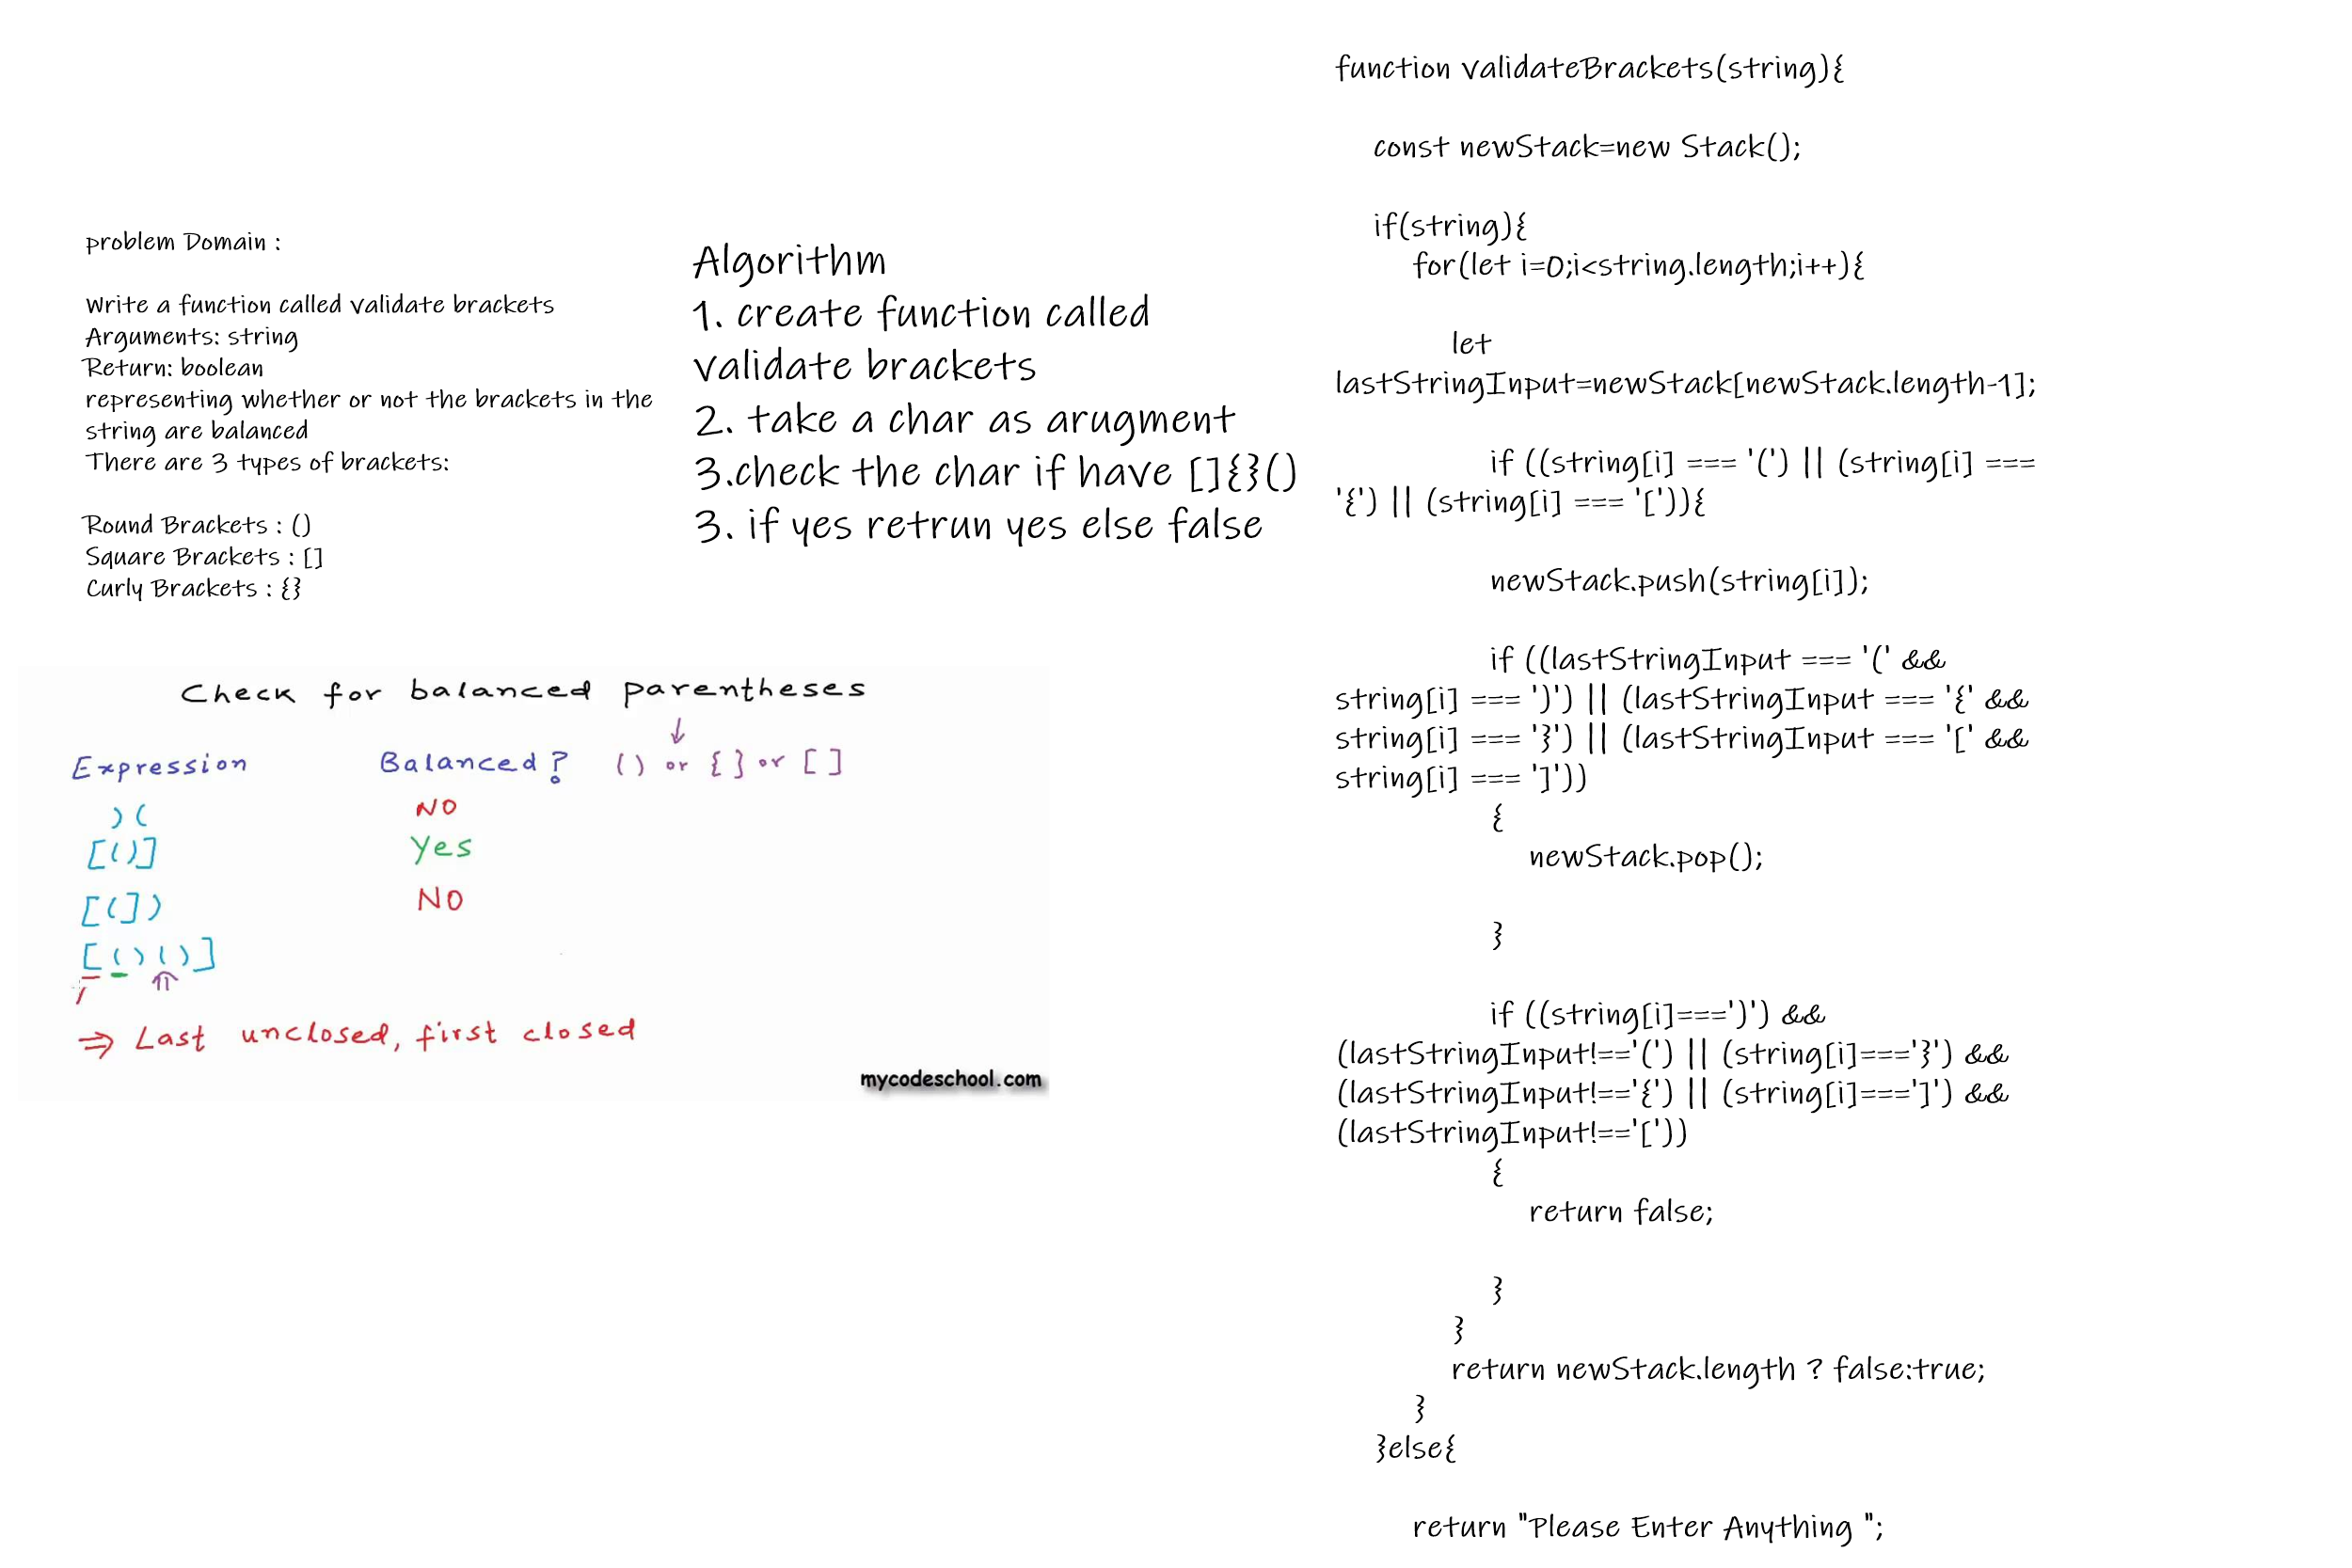 problem Domain :
Write a function called validate brackets
Arguments: string
Return: boolean
representing whether or not the brackets in the
string are balanced
There are 3 types of brackets:
Round Brackets : ()
Square Brackets : []
Curly Brackets : {}
Algorithm
1. create function called
validate brackets
2. take a char as arugment
3.check the char if have []{}()
3. if yes retrun yes else false
Check for balanced parentheses
Expression Balanced? () or {} or []
)( NO
[()] Yes
[(]) NO
[()()]
⇒ Last unclosed, first closed
mycodeschool.com
function validateBrackets(string){
const newStack=new Stack();
if(string){
for(let i=0;i<string.length;i++){
let
lastStringInput=newStack[newStack.length-1];
if ((string[i] === '(') || (string[i] ===
'{') || (string[i] === '[')){
newStack.push(string[i]);
if ((lastStringInput === '(' &&
string[i] === ')') || (lastStringInput === '{' &&
string[i] === '}') || (lastStringInput === '[' &&
string[i] === ']'))
{
newStack.pop();
}
if ((string[i]===')') &&
(lastStringInput!=='(') || (string[i]==='}') &&
(lastStringInput!=='{') || (string[i]===']') &&
(lastStringInput!=='['))
{
return false;
}
}
return newStack.length ? false:true;
}
}else{
return "Please Enter Anything ";